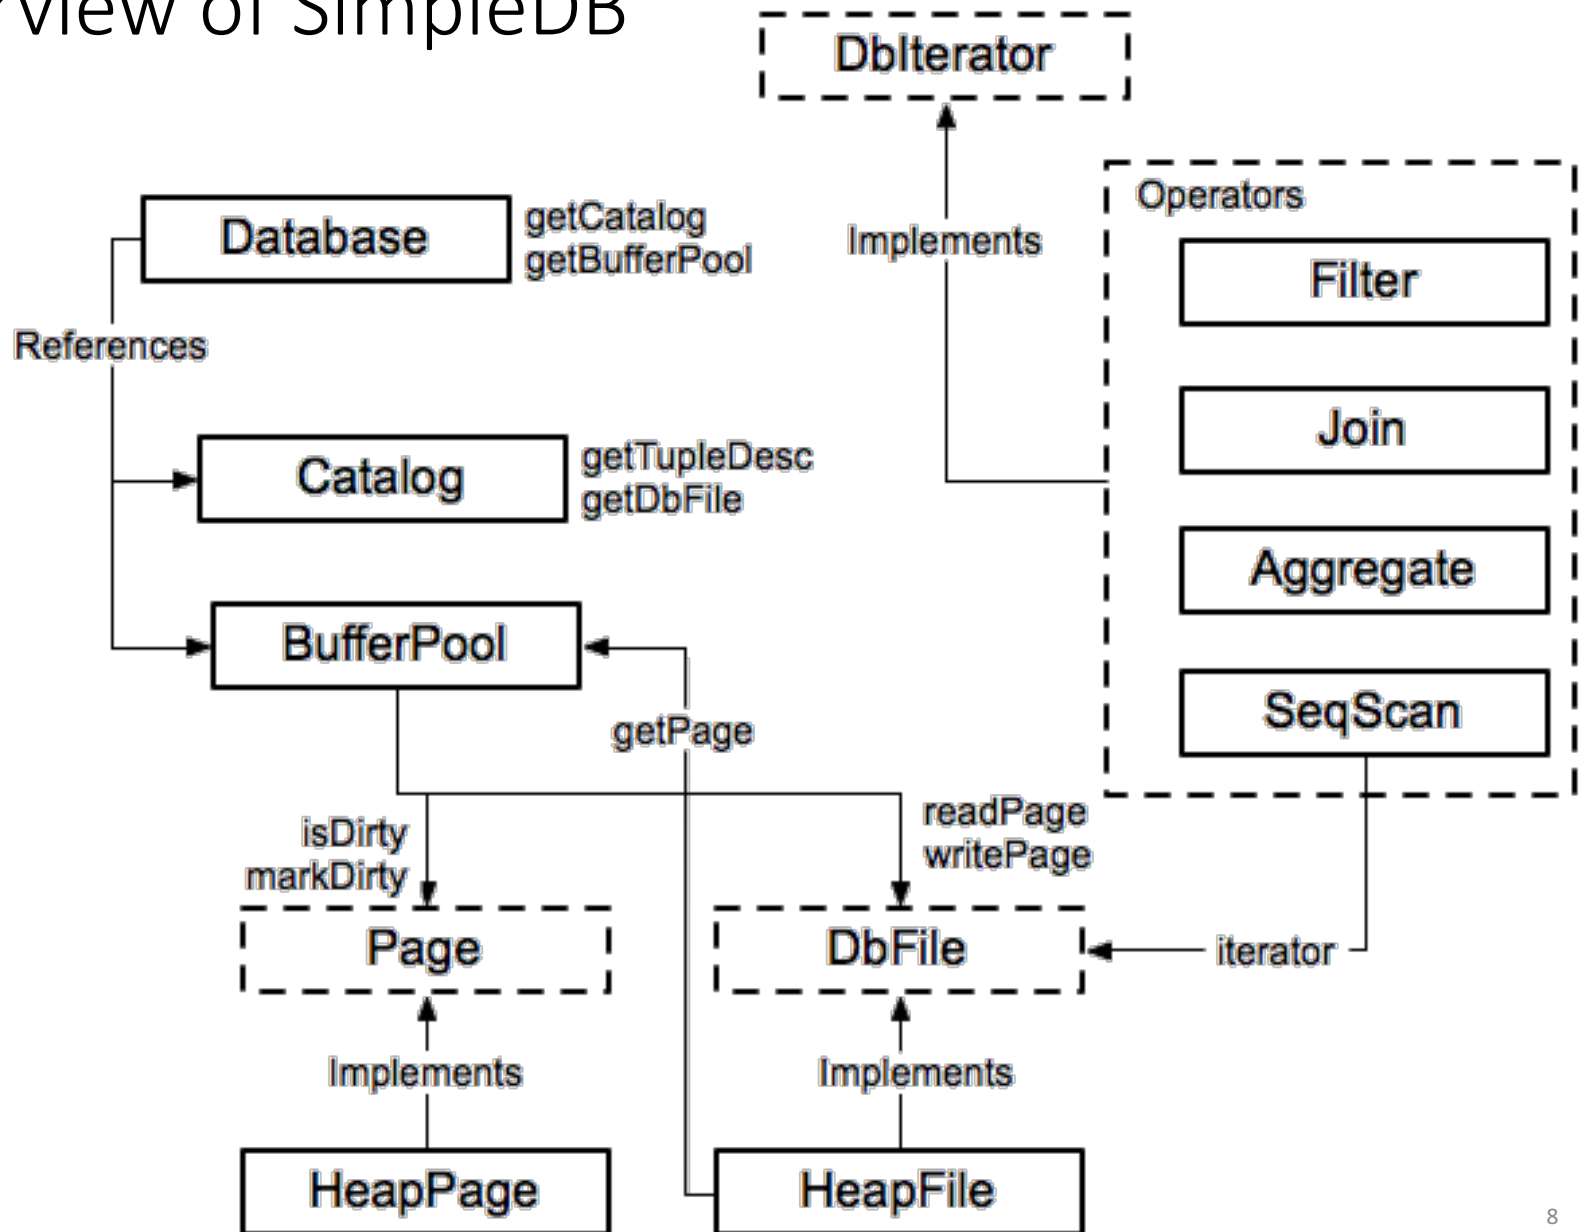 view of SimpleDB
DbIterator
Operators
Database
getCatalog
getBufferPool
Implements
Filter
References
Join
Catalog
getTupleDesc
getDbFile
Aggregate
BufferPool
SeqScan
getPage
isDirty
markDirty
readPage
writePage
Page
DbFile
iterator
Implements
Implements
HeapPage
HeapFile
8